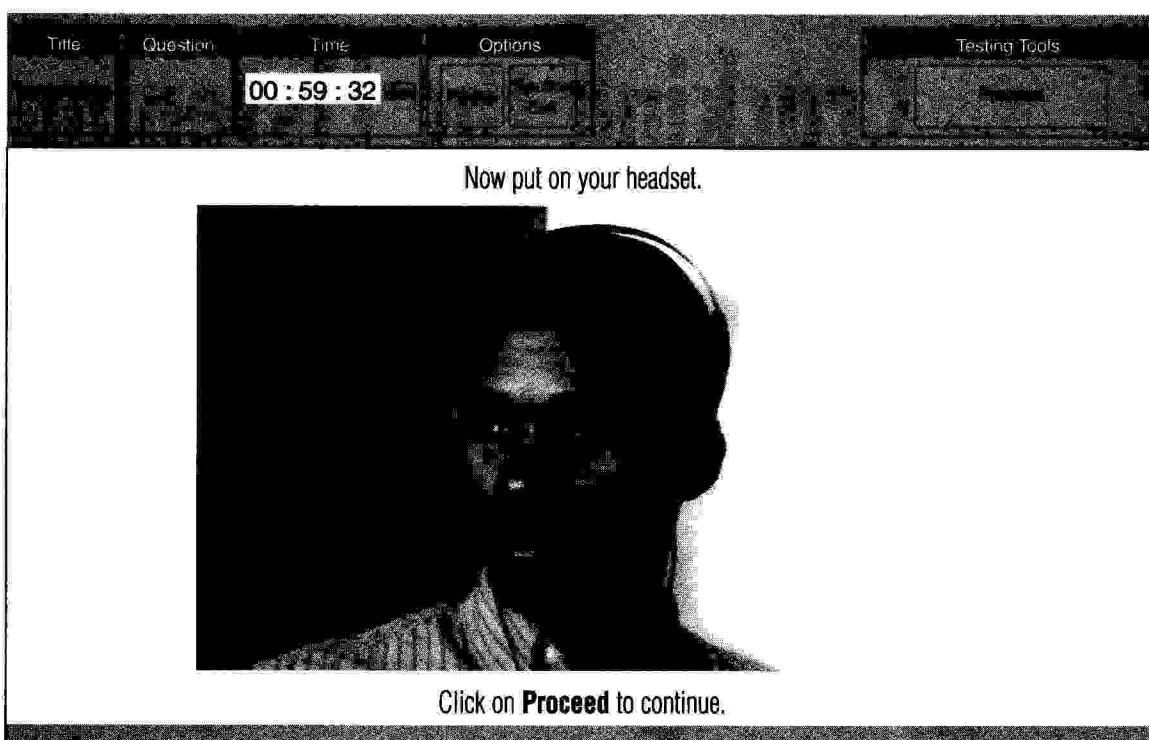 Title Question Time Options Testing Tools
00 : 59 : 32
Now put on your headset.
Click on Proceed to continue.